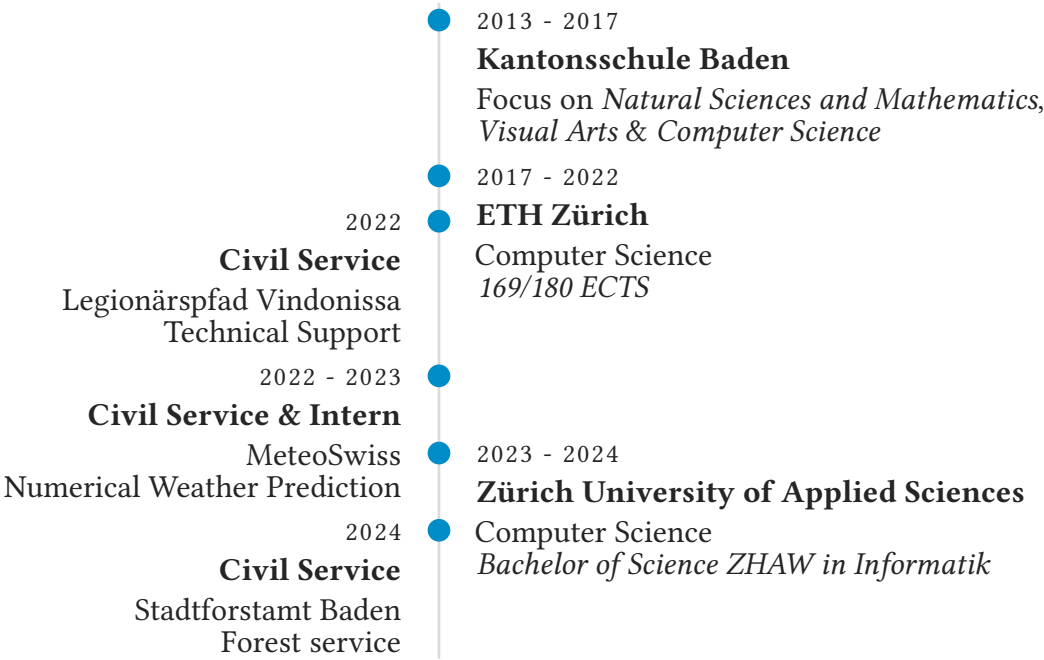 2013 - 2017
Kantonsschule Baden
Focus on Natural Sciences and Mathematics,
Visual Arts & Computer Science
2017 - 2022
ETH Zürich
Computer Science
169/180 ECTS
2022
Civil Service
Legionärspfad Vindonissa
Technical Support
2022 - 2023
Civil Service & Intern
MeteoSwiss
Numerical Weather Prediction
2023 - 2024
Zürich University of Applied Sciences
Computer Science
Bachelor of Science ZHAW in Informatik
2024
Civil Service
Stadtforstamt Baden
Forest service